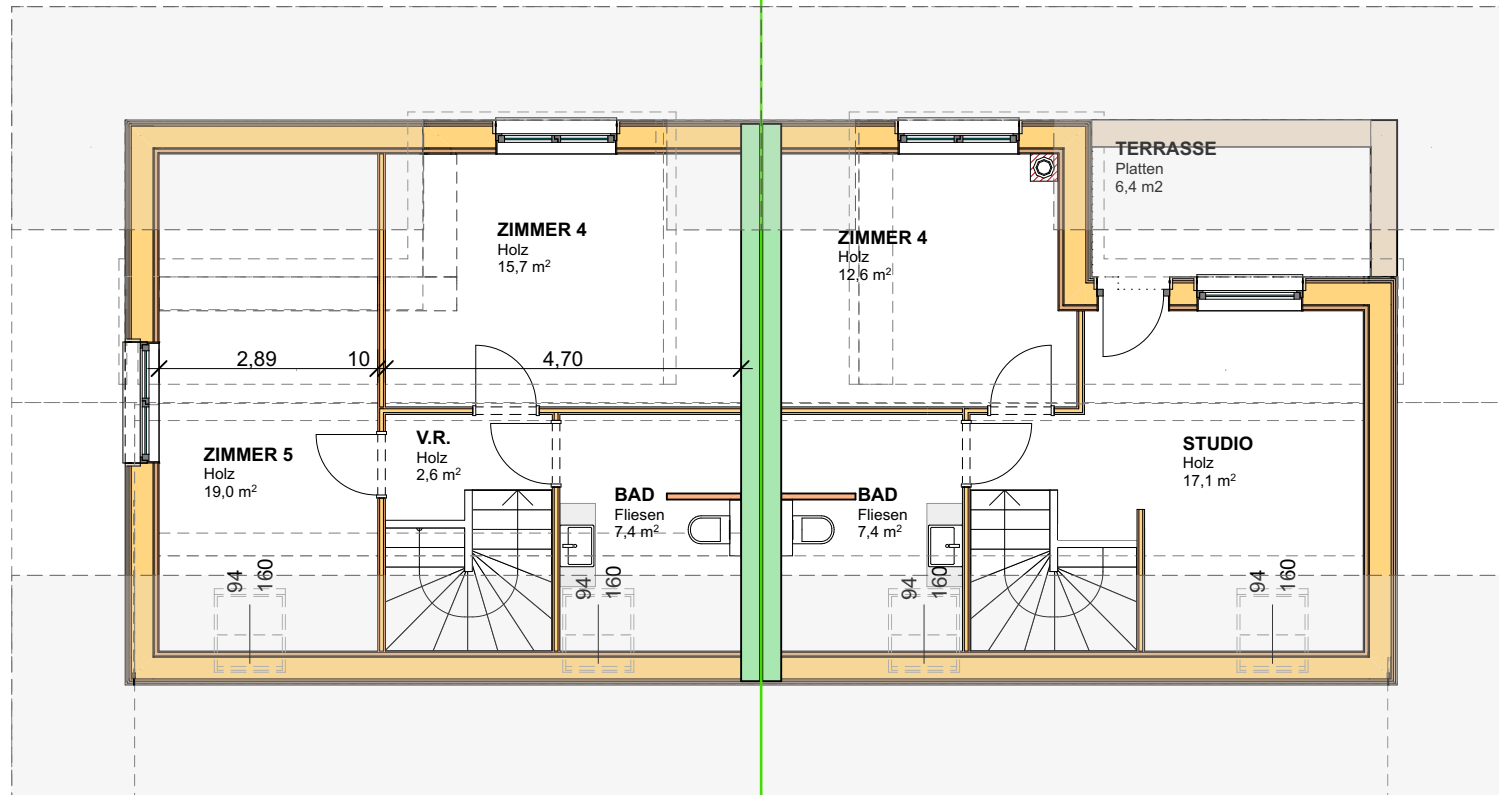 TERRASSE
Platten
6,4 m2
ZIMMER 4
Holz
15,7 m²
ZIMMER 4
Holz
12,6 m²
2,89
10
4,70
ZIMMER 5
Holz
19,0 m²
V.R.
Holz
2,6 m²
STUDIO
Holz
17,1 m²
BAD
Fliesen
7,4 m²
BAD
Fliesen
7,4 m²
94
160
94
160
94
160
94
160